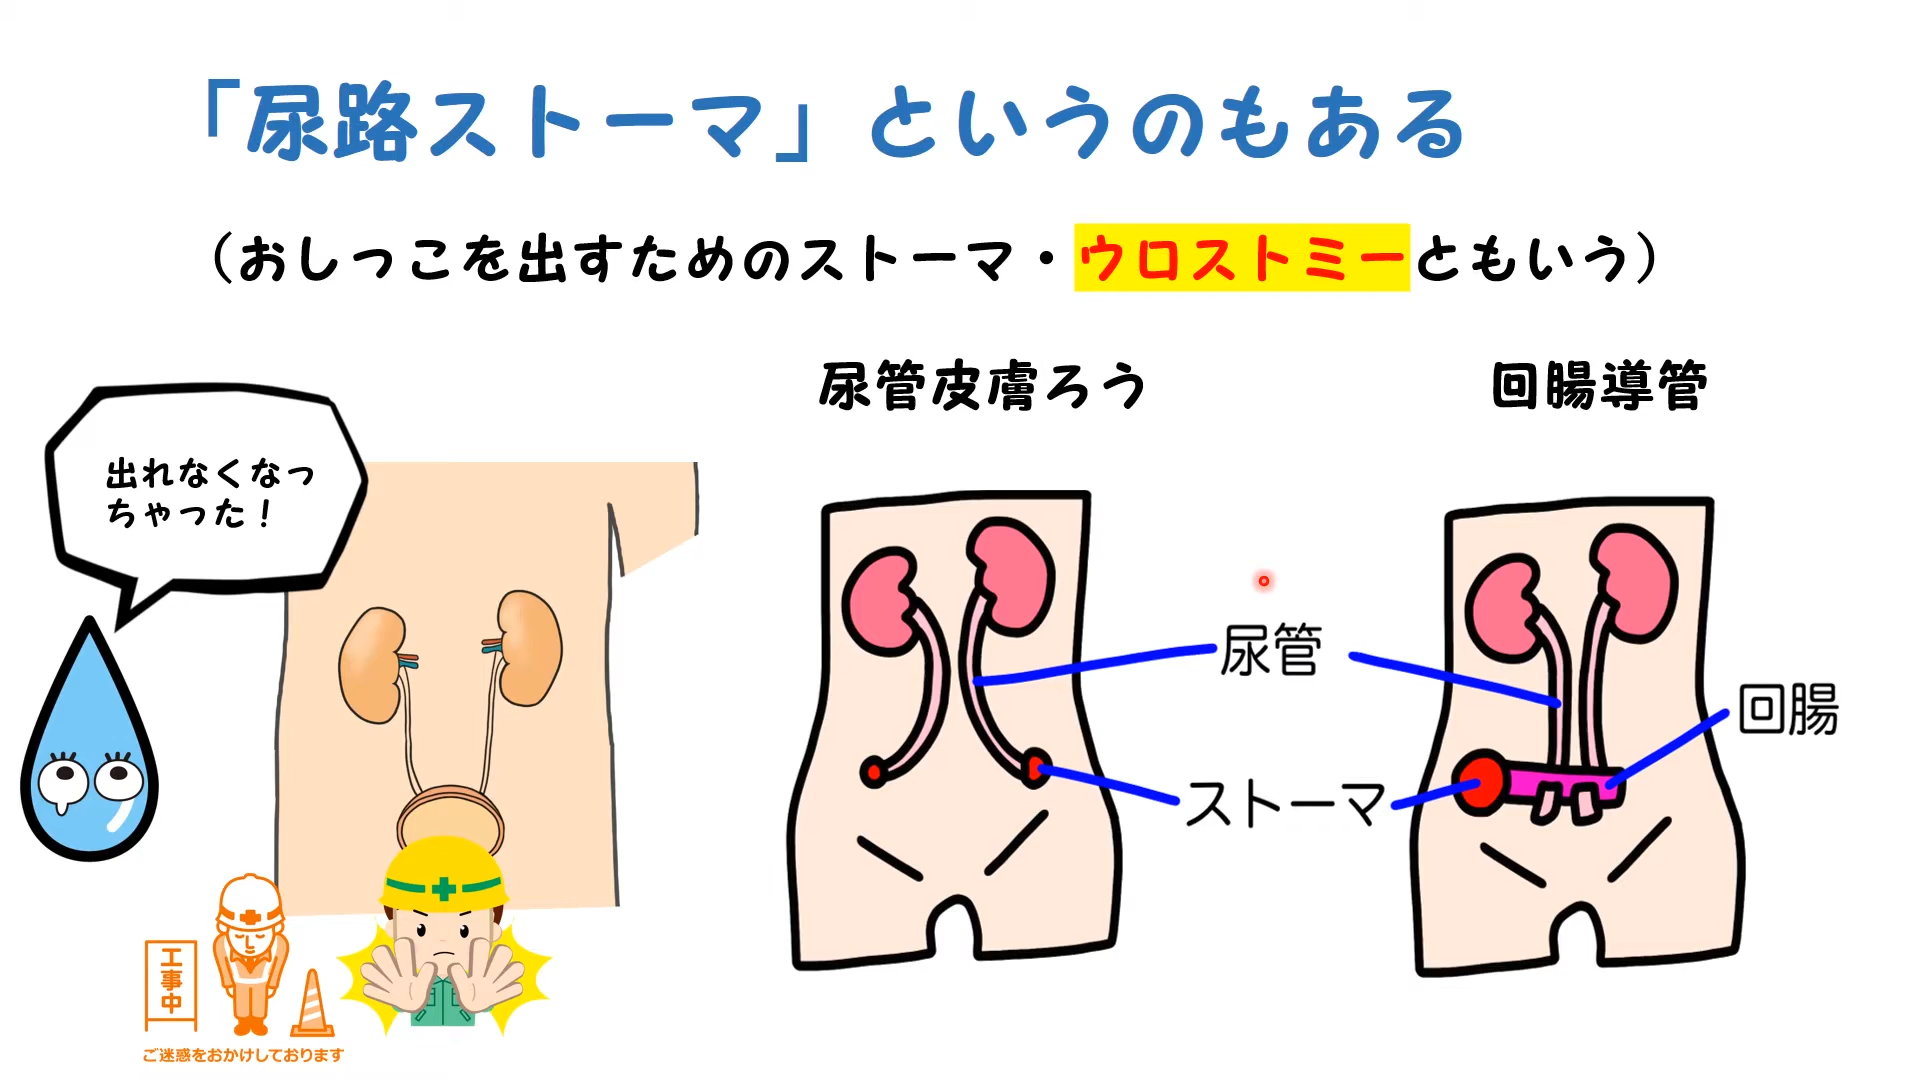 「尿路ストーマ」というのもある
（おしっこを出すためのストーマ・ウロストミーともいう）
尿管皮膚ろう
回腸導管
出れなくなっ
ちゃった！
尿管
回腸
ストーマ
工事中
ご迷惑をおかけしております